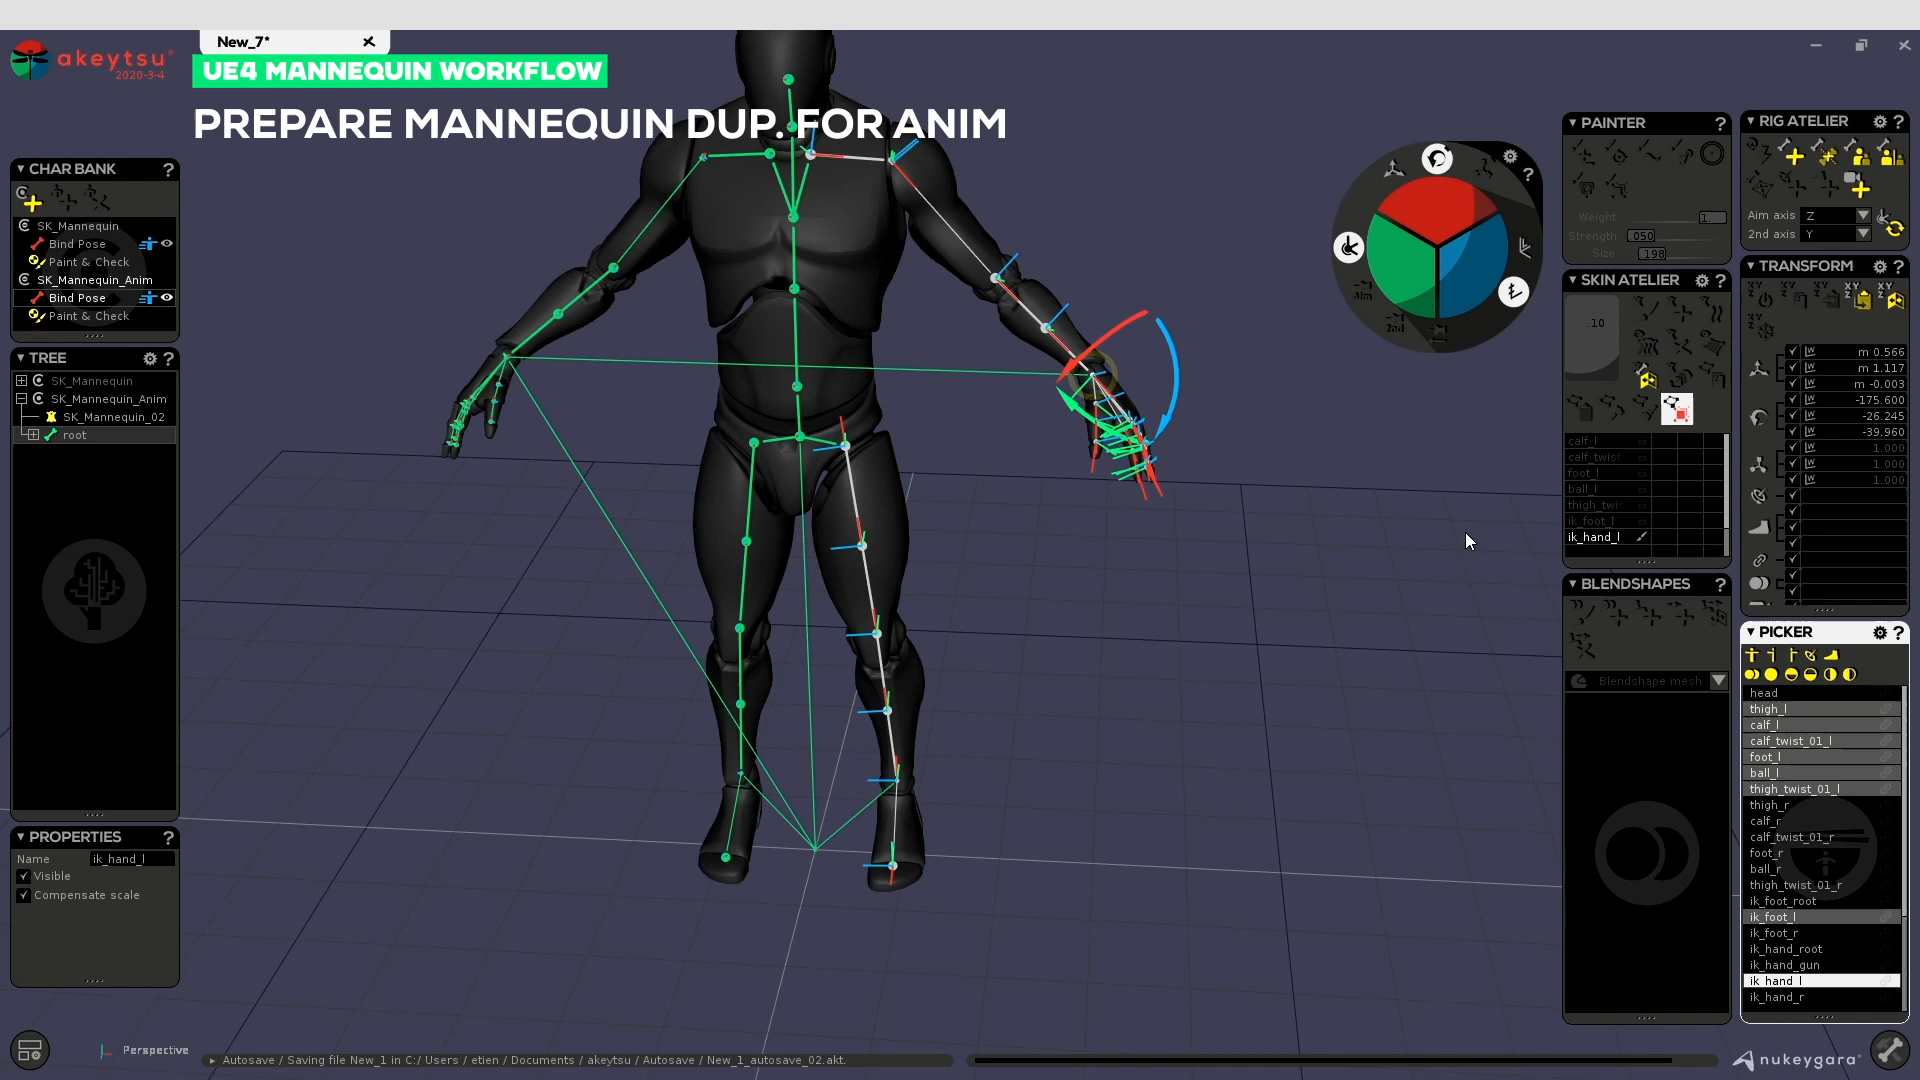 New_7*
akeytsu
2020-3-4
UE4 MANNEQUIN WORKFLOW
PREPARE MANNEQUIN DUP. FOR ANIM
CHAR BANK ?
SK_Mannequin
Bind Pose
Paint & Check
SK_Mannequin_Anim
Bind Pose
Paint & Check
TREE ?
SK_Mannequin
SK_Mannequin_Anim
SK_Mannequin_02
root
PROPERTIES ?
Name ik_hand_l
Visible
Compensate scale
Perspective
Autosave / Saving file New_1 in C:/ Users / etien / Documents / akeytsu / Autosave / New_1_autosave_02.akt.
?
Aim
2nd
PAINTER ?
Weight 1.
Strength .050
Size .198
SKIN ATELIER ?
.10
calf_l
calf_twist
foot_l
ball_l
thigh_twi
ik_foot_l
ik_hand_l
BLENDSHAPES ?
Blendshape mesh
RIG ATELIER ?
Aim axis Z
2nd axis Y
TRANSFORM ?
m 0.566
m 1.117
m -0.003
-175.600
-26.245
-39.960
1.000
1.000
1.000
PICKER ?
head
thigh_l
calf_l
calf_twist_01_l
foot_l
ball_l
thigh_twist_01_l
thigh_r
calf_r
calf_twist_01_r
foot_r
ball_r
thigh_twist_01_r
ik_foot_root
ik_foot_l
ik_foot_r
ik_hand_root
ik_hand_gun
ik_hand_l
ik_hand_r
nukeygara